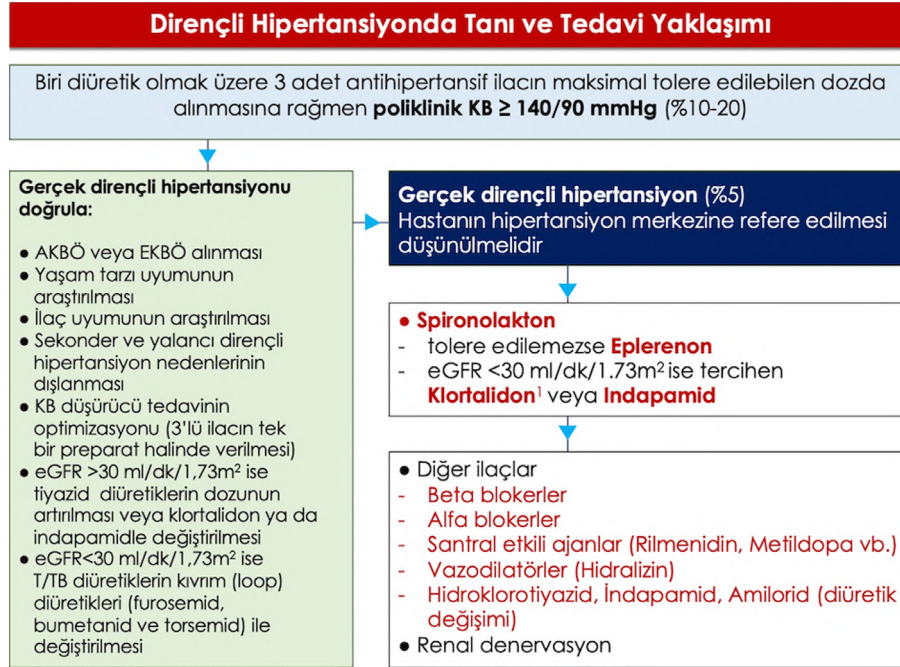 Dirençli Hipertansiyonda Tanı ve Tedavi Yaklaşımı
Biri diüretik olmak üzere 3 adet antihipertansif ilacın maksimal tolere edilebilen dozda
alınmasına rağmen poliklinik KB ≥ 140/90 mmHg (%10-20)
Gerçek dirençli hipertansiyonu
doğrula:
● AKBÖ veya EKBÖ alınması
● Yaşam tarzı uyumunun
araştırılması
● İlaç uyumunun araştırılması
● Sekonder ve yalancı dirençli
hipertansiyon nedenlerinin
dışlanması
● KB düşürücü tedavinin
optimizasyonu (3'lü ilacın tek
bir preparat halinde verilmesi)
● eGFR >30 ml/dk/1,73m² ise
tiyazid diüretiklerin dozunun
artırılması veya klortalidon ya da
indapamidle değiştirilmesi
● eGFR<30 ml/dk/1,73m² ise
T/TB diüretiklerin kıvrım (loop)
diüretikleri (furosemid,
bumetanid ve torsemid) ile
değiştirilmesi
Gerçek dirençli hipertansiyon (%5)
Hastanın hipertansiyon merkezine refere edilmesi
düşünülmelidir
● Spironolakton
- tolere edilemezse Eplerenon
- eGFR <30 ml/dk/1.73m² ise tercihen
Klortalidon¹ veya Indapamid
● Diğer ilaçlar
- Beta blokerler
- Alfa blokerler
- Santral etkili ajanlar (Rilmenidin, Metildopa vb.)
- Vazodilatörler (Hidralizin)
- Hidroklorotiyazid, İndapamid, Amilorid (diüretik
değişimi)
● Renal denervasyon